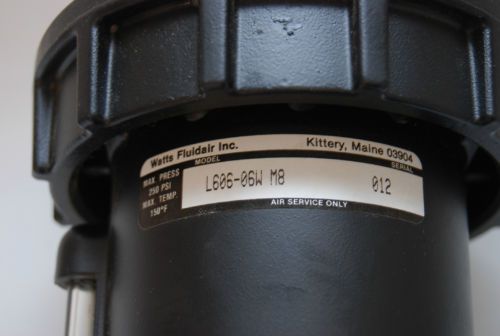 Watts Fluidair Inc. Kittery, Maine 03904
MODEL SERIAL
MAX. PRESS
250 PSI
MAX. TEMP.
150°F
L606-06W M8 012
AIR SERVICE ONLY